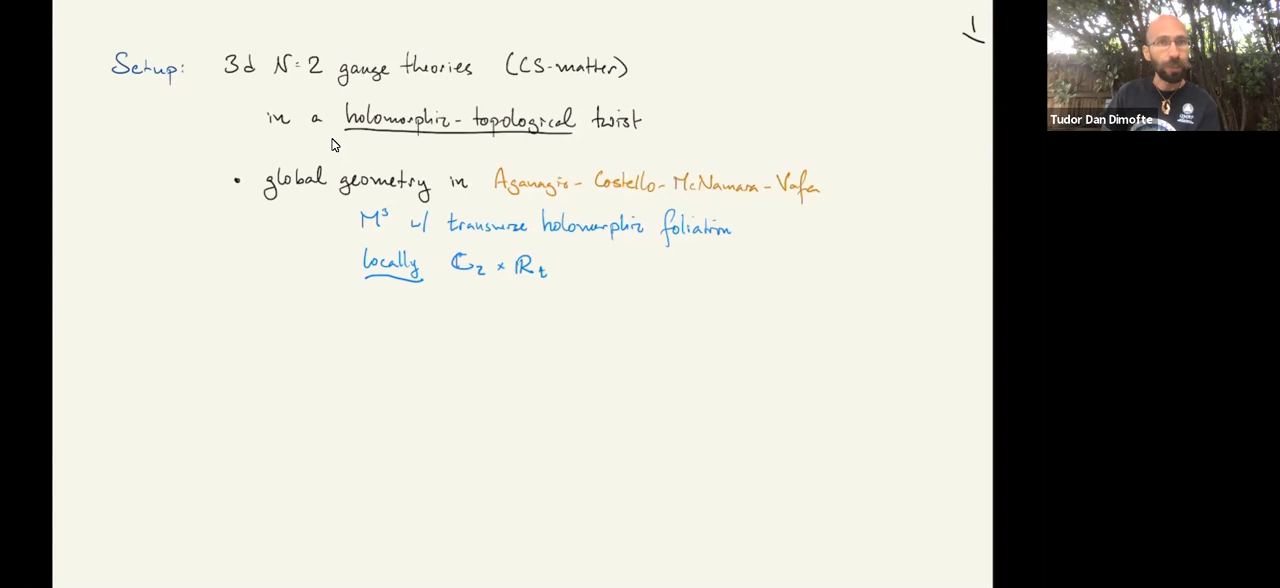 1
Setup: 3d N=2 gauge theories (CS-matter)
in a holomorphic-topological twist
• global geometry in Aganagic-Costello-McNamara-Vafa
M³ w/ transverse holomorphic foliation
locally ℂ_z × ℝ_t
Tudor Dan Dimofte